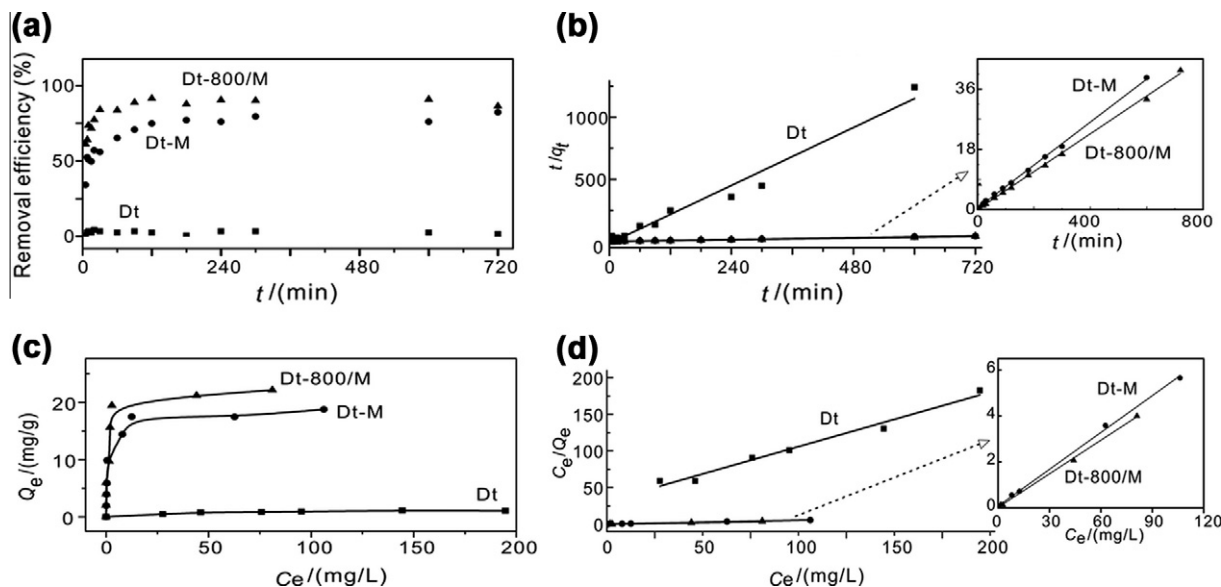 (a)
Removal efficiency (%)
100
50
0
Dt-800/M
Dt-M
Dt
0 240 480 720
t/(min)
(b)
t/qt
1000
500
0
Dt
0 240 480 720
t/(min)
36
18
0
Dt-M
Dt-800/M
0 400 800
t/(min)
(c)
Qe/(mg/g)
20
10
0
Dt-800/M
Dt-M
Dt
0 50 100 150 200
Ce/(mg/L)
(d)
Ce/Qe
200
150
100
50
0
Dt
0 50 100 150 200
Ce/(mg/L)
6
4
2
0
Dt-M
Dt-800/M
0 30 60 90 120
Ce/(mg/L)